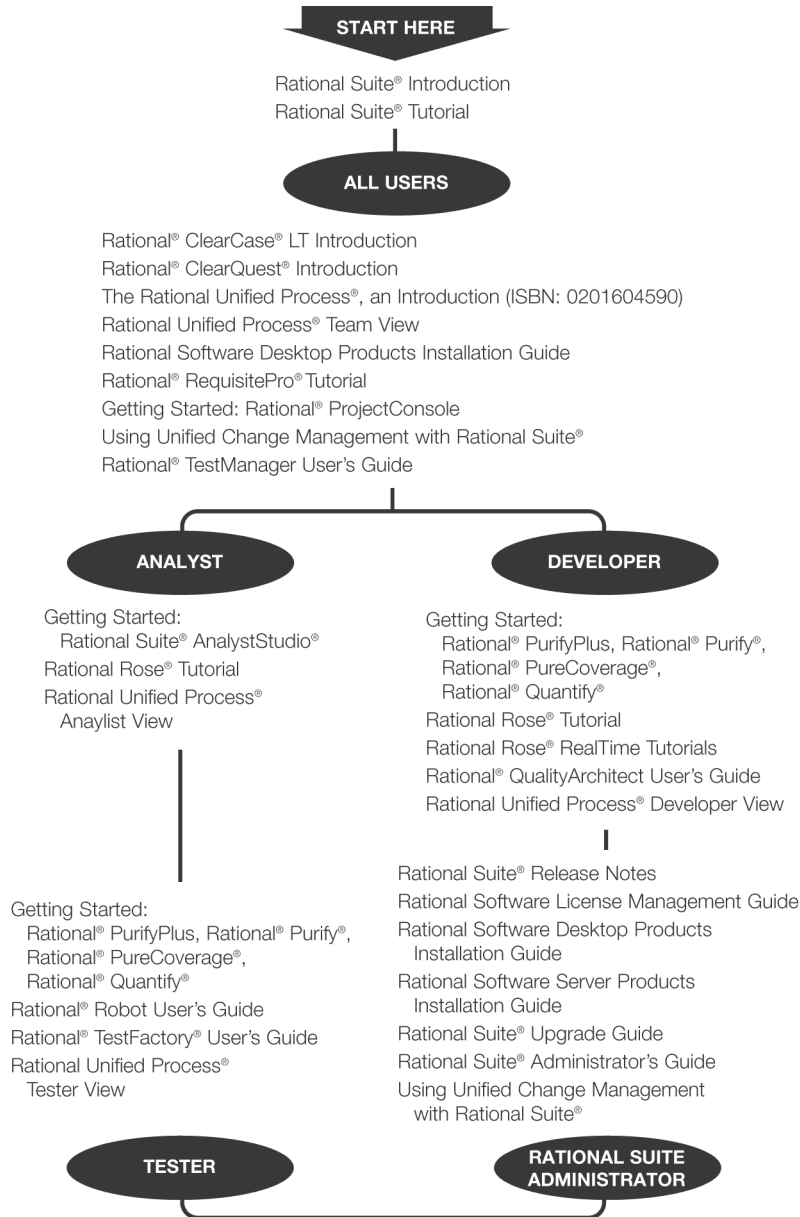 START HERE
Rational Suite® Introduction
Rational Suite® Tutorial
ALL USERS
Rational® ClearCase® LT Introduction
Rational® ClearQuest® Introduction
The Rational Unified Process®, an Introduction (ISBN: 0201604590)
Rational Unified Process® Team View
Rational Software Desktop Products Installation Guide
Rational® RequisitePro® Tutorial
Getting Started: Rational® ProjectConsole
Using Unified Change Management with Rational Suite®
Rational® TestManager User's Guide
ANALYST
Getting Started:
Rational Suite® AnalystStudio®
Rational Rose® Tutorial
Rational Unified Process®
Anaylist View
DEVELOPER
Getting Started:
Rational® PurifyPlus, Rational® Purify®,
Rational® PureCoverage®,
Rational® Quantify®
Rational Rose® Tutorial
Rational Rose® RealTime Tutorials
Rational® QualityArchitect User's Guide
Rational Unified Process® Developer View
Getting Started:
Rational® PurifyPlus, Rational® Purify®,
Rational® PureCoverage®,
Rational® Quantify®
Rational® Robot User's Guide
Rational® TestFactory® User's Guide
Rational Unified Process®
Tester View
TESTER
Rational Suite® Release Notes
Rational Software License Management Guide
Rational Software Desktop Products
Installation Guide
Rational Software Server Products
Installation Guide
Rational Suite® Upgrade Guide
Rational Suite® Administrator's Guide
Using Unified Change Management
with Rational Suite®
RATIONAL SUITE
ADMINISTRATOR